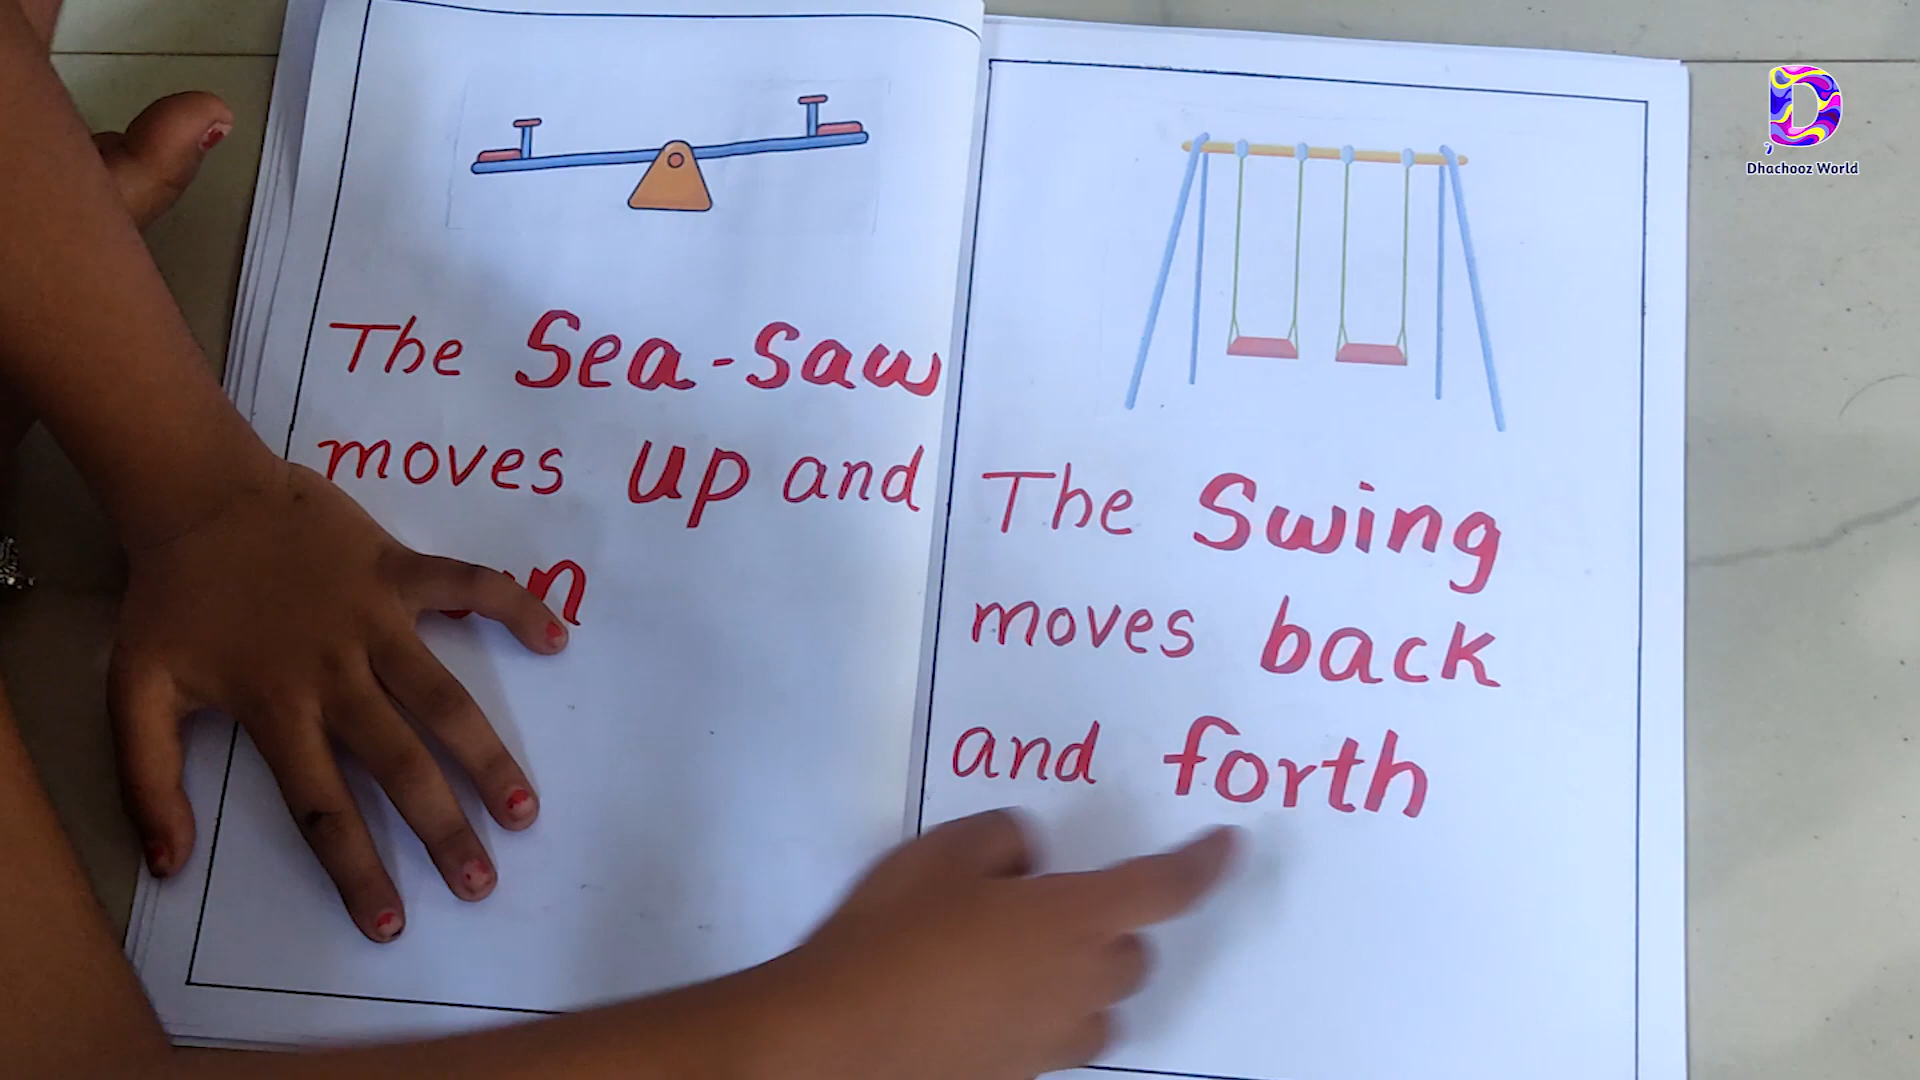 The Sea-Saw
moves up and
The Swing
moves back
and forth
Dhachooz World